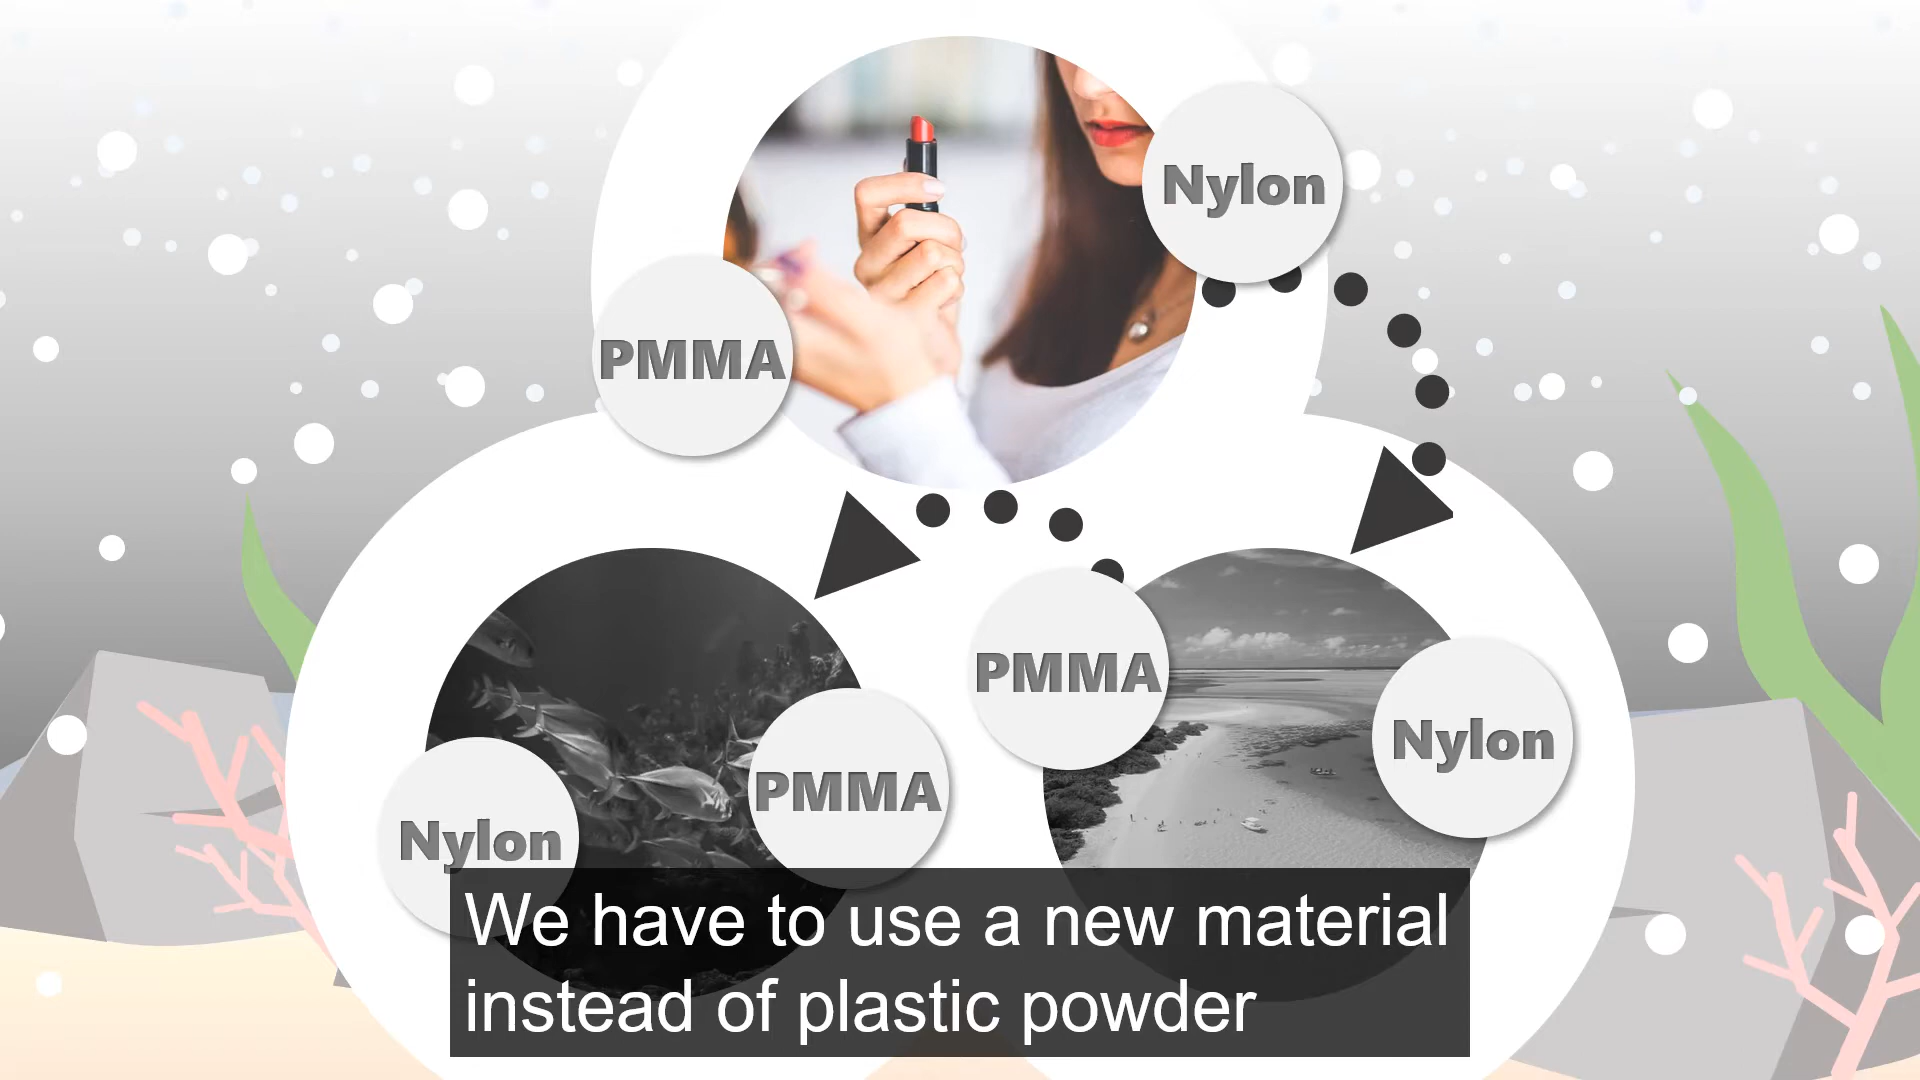 Nylon
PMMA
PMMA
Nylon
PMMA
Nylon
We have to use a new material
instead of plastic powder